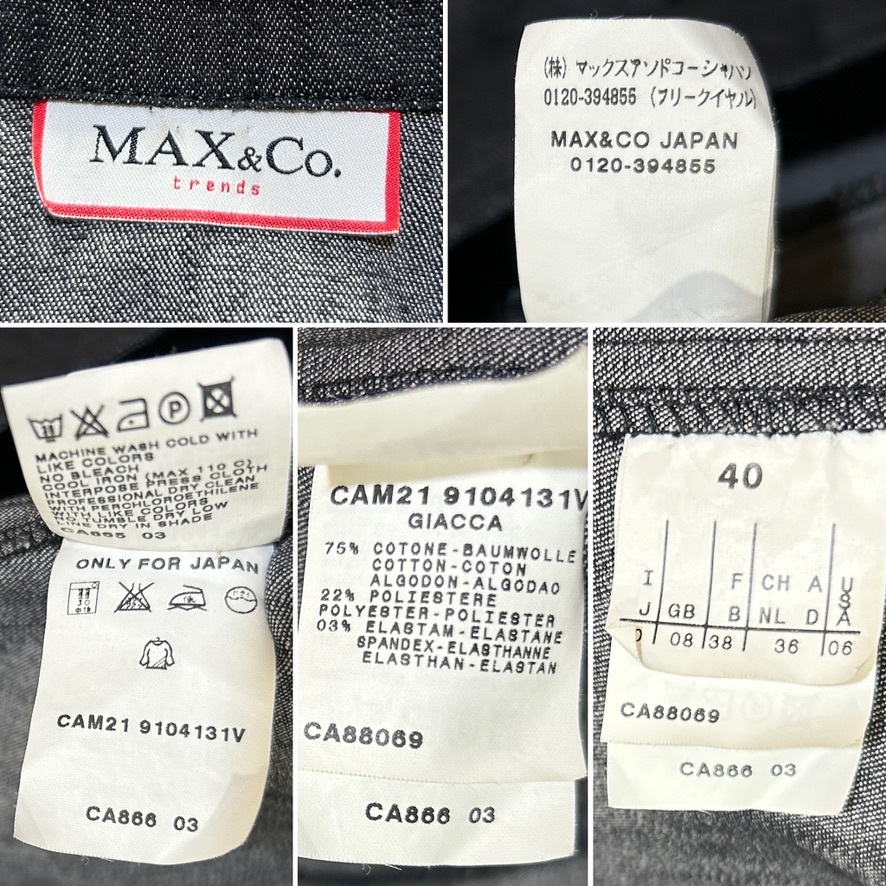 MAX&Co.
trends
(株) マックスアンドコー ジャパン
0120-394855 (フリーダイヤル)
MAX&CO JAPAN
0120-394855
MACHINE WASH COLD WITH
LIKE COLORS
NO BLEACH
COOL IRON (MAX 110 C)
INTERPOSE PRESS CLOTH
PROFESSIONAL DRY CLEAN
WITH PERCHLOROETHILENE
WITH LIKE COLOR LOW
NO TUMBLE DRY
LINE DRY IN SHADE
CA865 03
ONLY FOR JAPAN
CAM21 9104131V
CA866 03
CAM21 9104131V
GIACCA
75% COTONE-BAUMWOLLE
COTTON-COTON
ALGODON-ALGODAO
22% POLIESTERE
POLYESTER-POLIESTER
03% ELASTAM-ELASTANE
SPANDEX-ELASTHANNE
ELASTHAN-ELASTAN
CA88069
CA866 03
40
I F CH A USA
J GB B NL D
08 38 36 06
CA88069
CA866 03